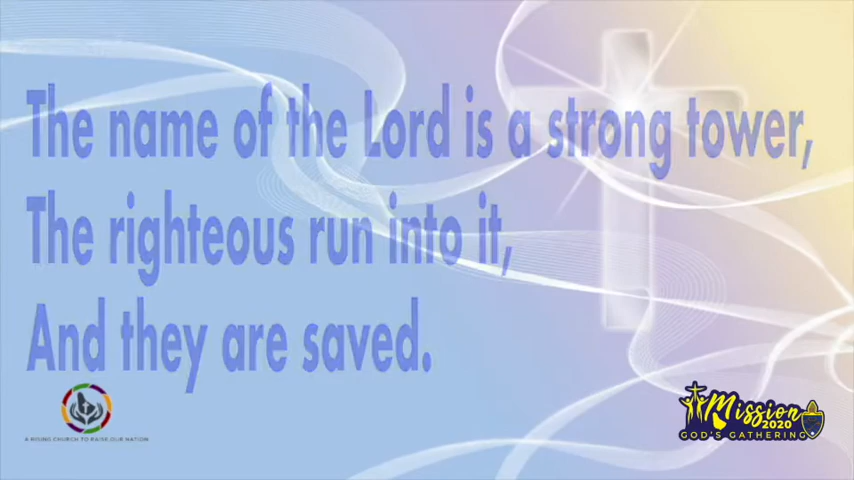 The name of the Lord is a strong tower,
The righteous run into it,
And they are saved.
A RISING CHURCH TO RAISE OUR NATION
Mission
2020
GOD'S GATHERING